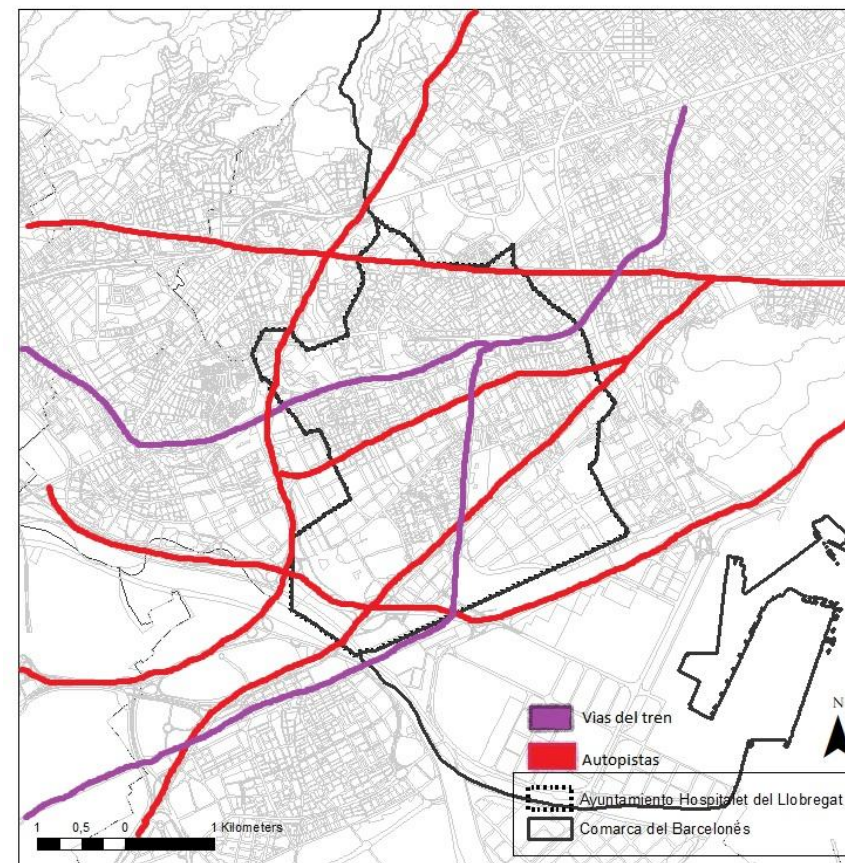 N
Vias del tren
Autopistas
Ayuntamiento Hospitalet del Llobregat
Comarca del Barcelonés
1 0,5 0 1 Kilometers